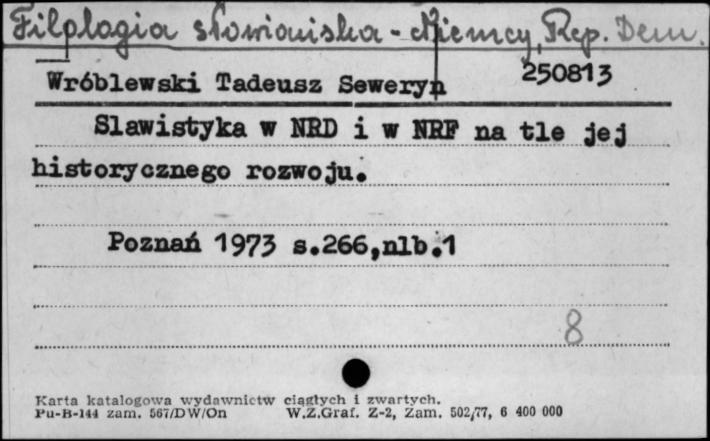 Filologia słowiańska - Niemcy, Rep. Dem.
Wróblewski Tadeusz Seweryn 250813
Slawistyka w NRD i w NRF na tle jej
historycznego rozwoju.
Poznań 1973 s.266,nlb.1
8
Karta katalogowa wydawnictw ciągłych i zwartych.
Pu-B-144 zam. 567/DW/On W.Z.Graf. Z-2, Zam. 502/77, 6 400 000